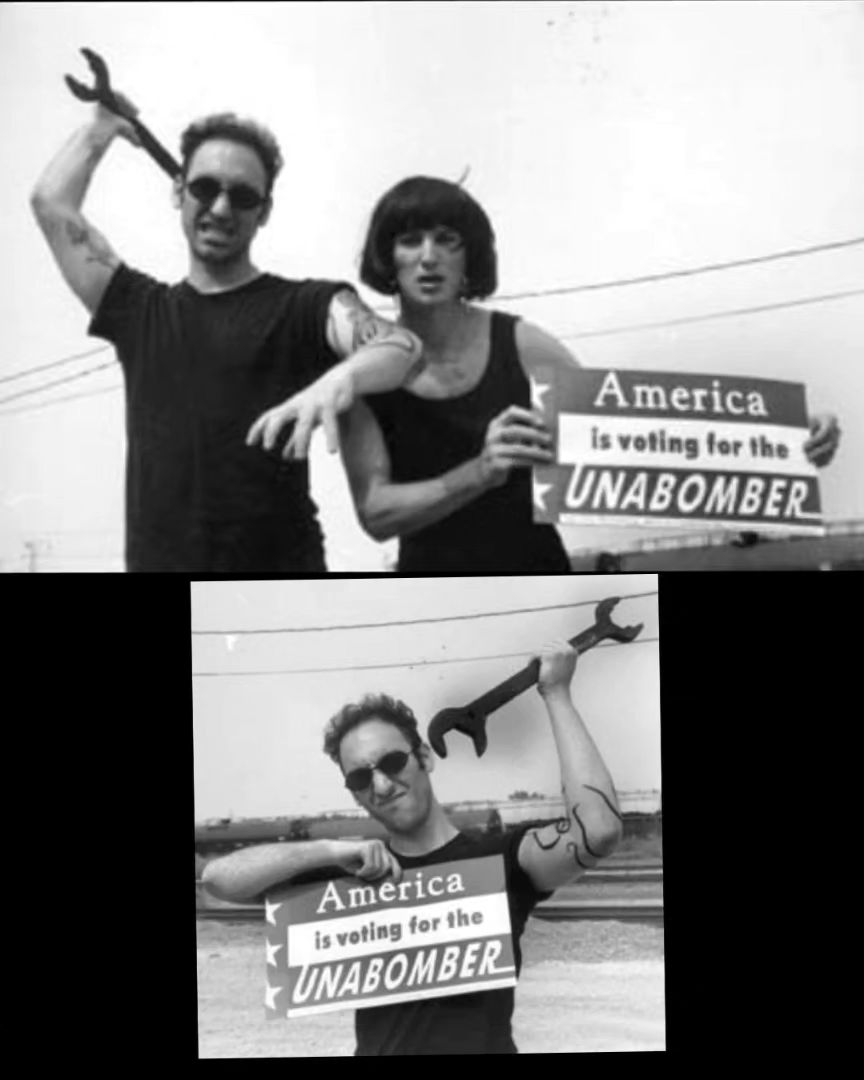 America
is voting for the
UNABOMBER
America
is voting for the
UNABOMBER